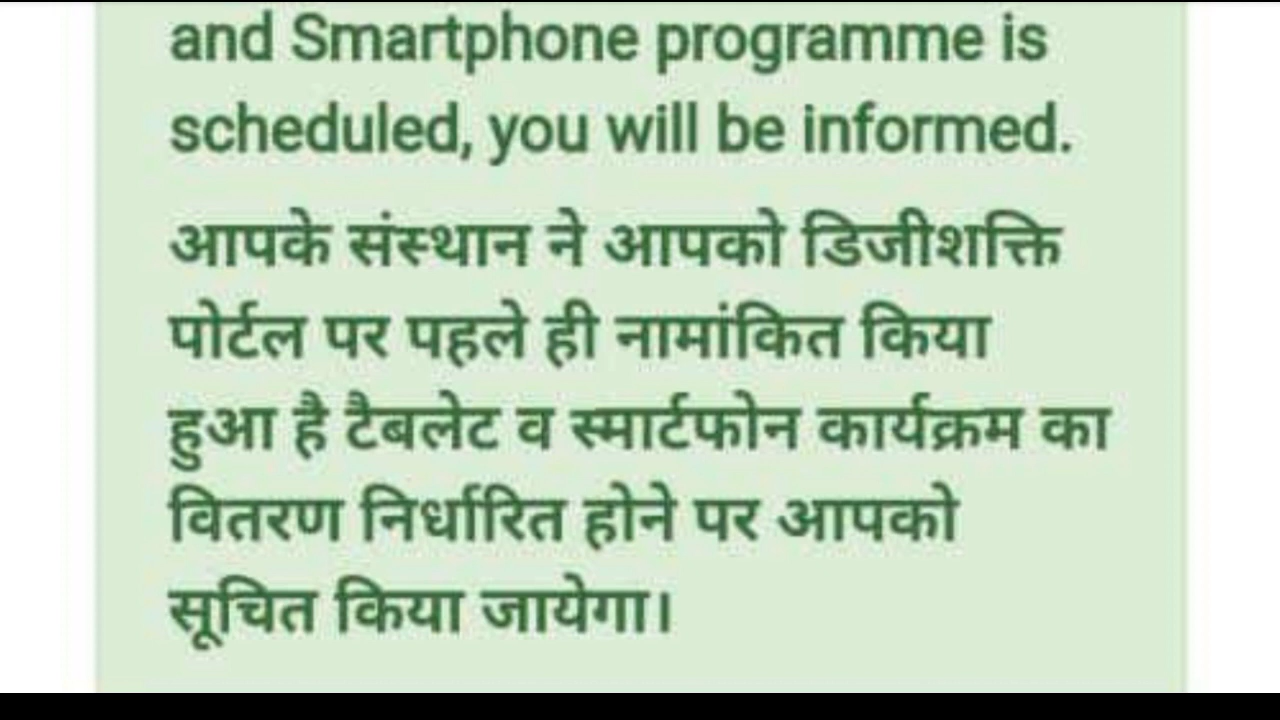 and Smartphone programme is
scheduled, you will be informed.
आपके संस्थान ने आपको डिजीशक्ति
पोर्टल पर पहले ही नामांकित किया
हुआ है टैबलेट व स्मार्टफोन कार्यक्रम का
वितरण निर्धारित होने पर आपको
सूचित किया जायेगा।